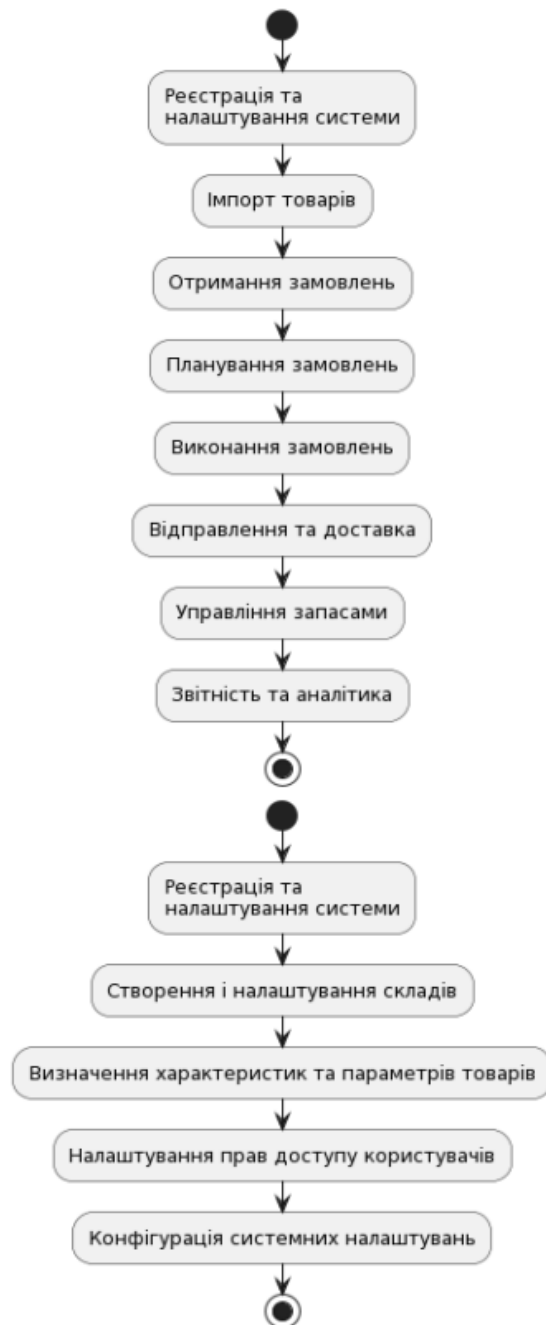 Реєстрація та
налаштування системи
Імпорт товарів
Отримання замовлень
Планування замовлень
Виконання замовлень
Відправлення та доставка
Управління запасами
Звітність та аналітика
Реєстрація та
налаштування системи
Створення і налаштування складів
Визначення характеристик та параметрів товарів
Налаштування прав доступу користувачів
Конфігурація системних налаштувань